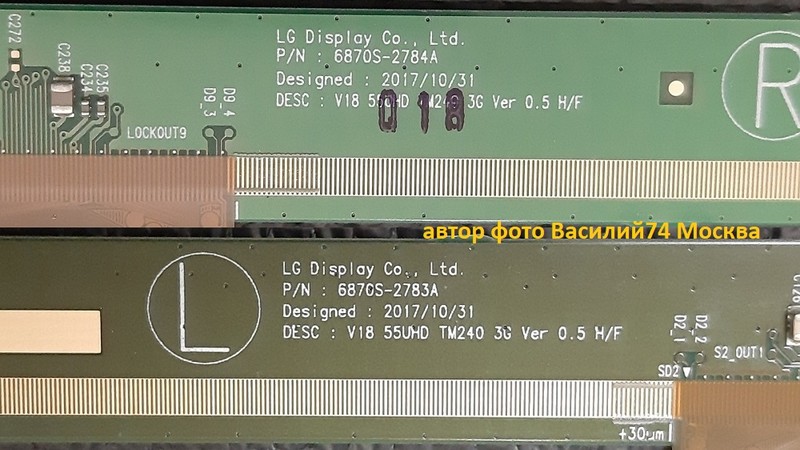 C272
C238
C234
C235
D9_3
D9_4
LOCKOUT9
LG Display Co., Ltd.
P/N : 6870S-2784A
Designed : 2017/10/31
DESC : V18 55UHD TM240 3G Ver 0.5 H/F
018
R
автор фото Василий74 Москва
L
LG Display Co., Ltd.
P/N : 6870S-2783A
Designed : 2017/10/31
DESC : V18 55UHD TM240 3G Ver 0.5 H/F
D2_1
D2_2
S2_OUT1
SD2
+30um